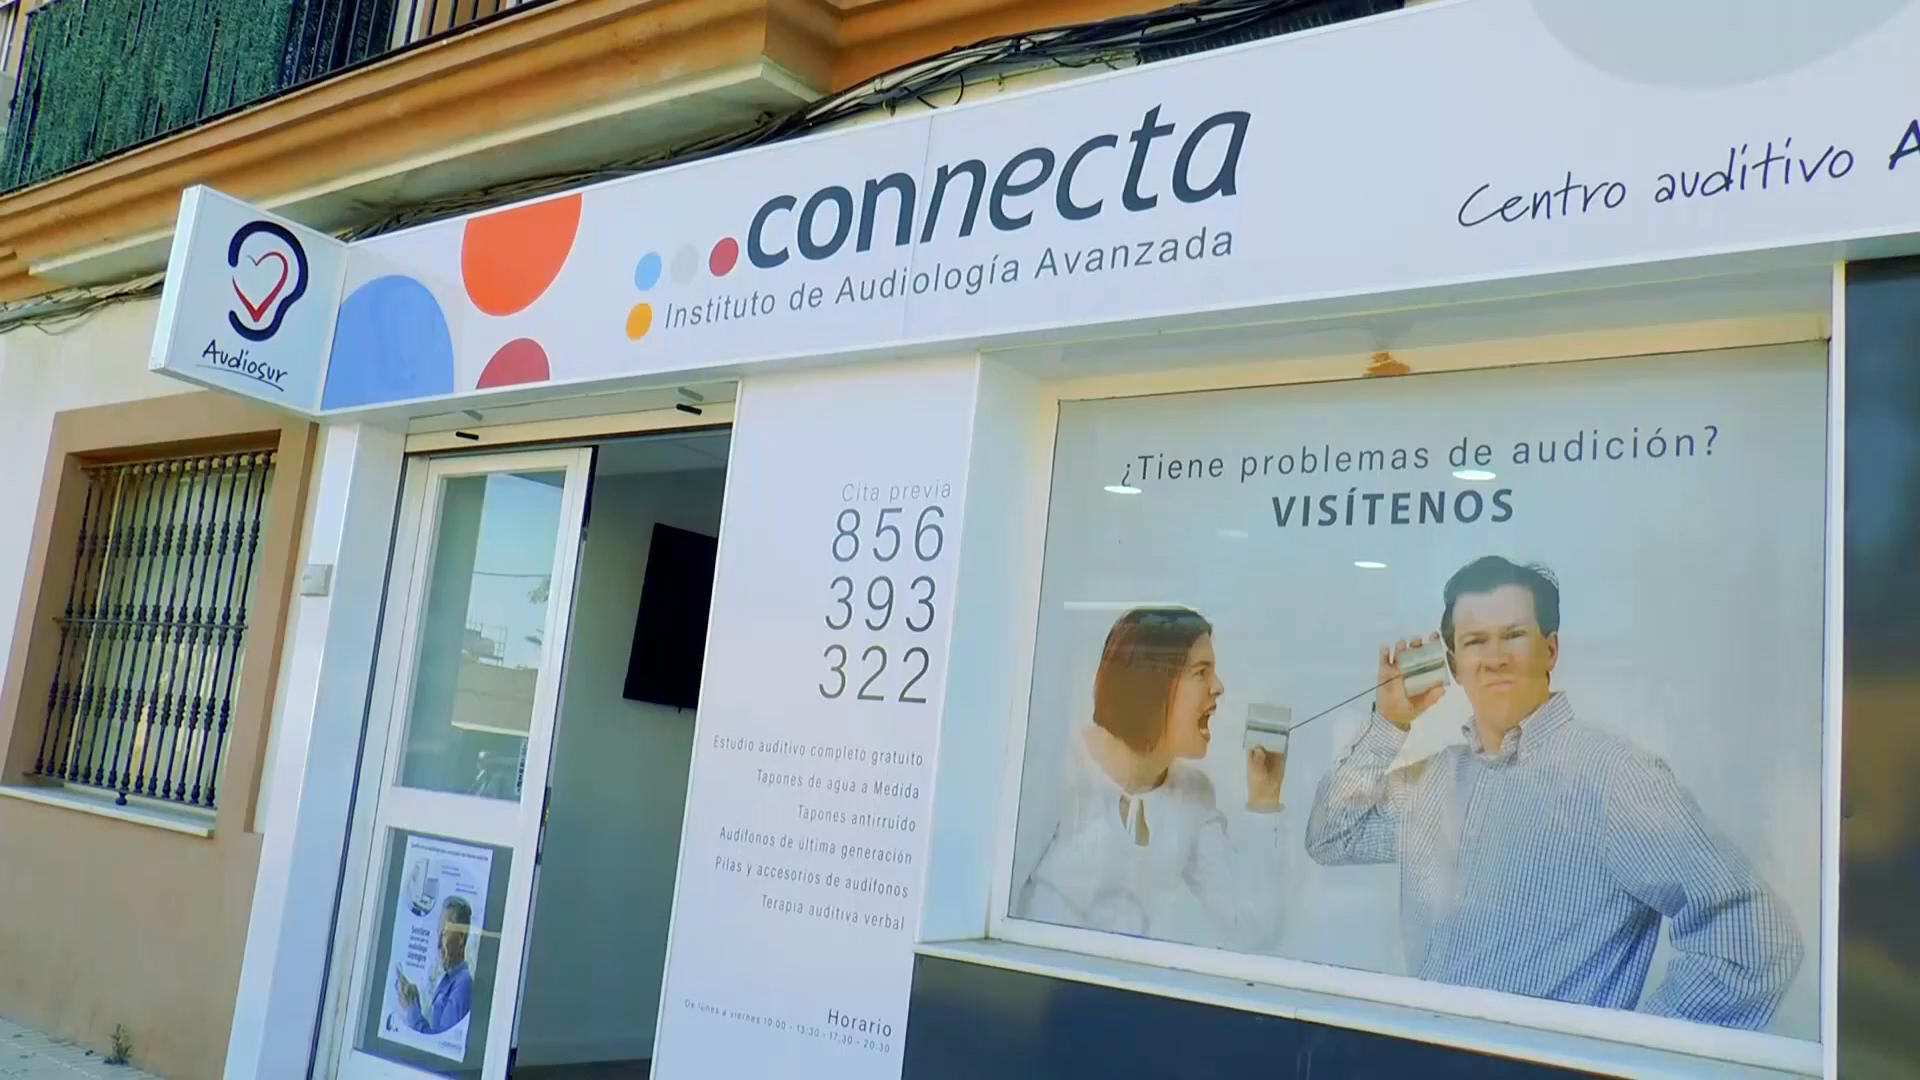 .connecta
Instituto de Audiología Avanzada
Centro auditivo A
Audiosur
¿Tiene problemas de audición?
VISÍTENOS
Cita previa
856
393
322
Estudio auditivo completo gratuito
Tapones de agua a Medida
Tapones antirruido
Audífonos de última generación
Pilas y accesorios de audífonos
Terapia auditiva verbal
Horario
De lunes a viernes 10:00 - 13:30 - 17:30 - 20:30
siempre